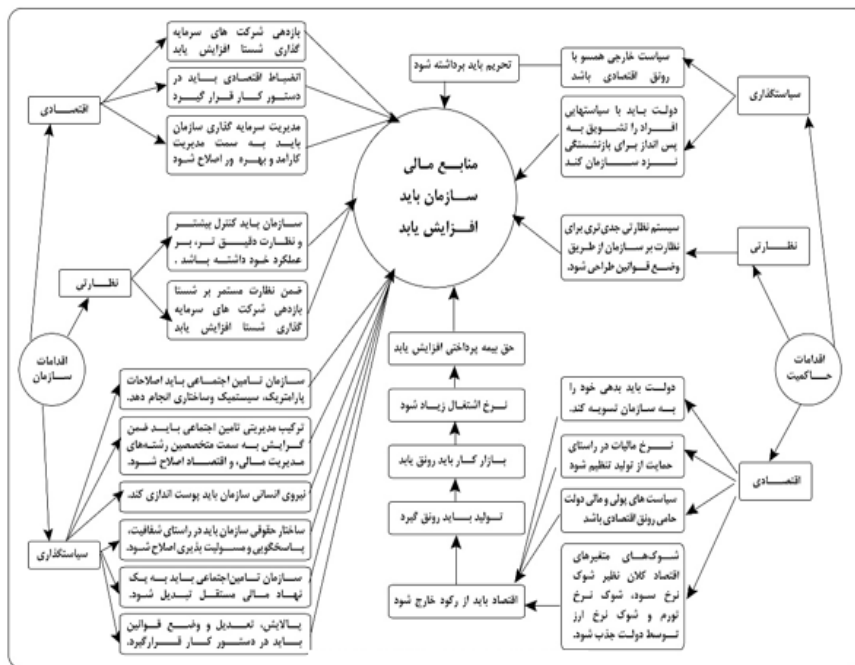 سیاستگذاری
سیاست خارجی همسو با
رونق اقتصادی باشد
تحریم باید برداشته شود
دولت باید با سیاستهایی
افراد را تشویق به
پس انداز برای بازنشستگی
نزد سازمان کند
نظارتی
سیستم نظارتی جدی‌تری برای
نظارت بر سازمان از طریق
وضع قوانین طراحی شود.
اقدامات
حاکمیت
اقتصادی
دولت باید بدهی خود را
به سازمان تسویه کند.
نرخ مالیات در راستای
حمایت از تولید تنظیم شود
سیاست های پولی و مالی دولت
حامی رونق اقتصادی باشد
شوک‌های متغیرهای
اقتصاد کلان نظیر شوک
نرخ سود، شوک نرخ
تورم و شوک نرخ ارز
توسط دولت جذب شود.
منابع مالی
سازمان باید
افزایش یابد
حق بیمه پرداختی افزایش یابد
نرخ اشتغال زیاد شود
بازار کار باید رونق یابد
تولید باید رونق گیرد
اقتصاد باید از رکود خارج شود
بازدهی شرکت های سرمایه
گذاری شستا افزایش یابد
انضباط اقتصادی باید در
دستور کار قرار گیرد
مدیریت سرمایه گذاری سازمان
باید به سمت مدیریت
کارامد و بهره ور اصلاح شود
اقتصادی
سازمان باید کنترل بیشتر
و نظارت دقیق تر، بر
عملکرد خود داشته باشد .
ضمن نظارت مستمر بر شستا
بازدهی شرکت های سرمایه
گذاری شستا افزایش یابد
نظارتی
اقدامات
سازمان
سازمان تامین اجتماعی باید اصلاحات
پارامتریک، سیستمیک وساختاری انجام دهد.
ترکیب مدیریتی تامین اجتماعی باید ضمن
گرایش به سمت متخصصین رشته‌های
مدیریت مالی، و اقتصاد اصلاح شود.
نیروی انسانی سازمان باید پوست اندازی کند.
ساختار حقوقی سازمان باید در راستای شفافیت،
پاسخگویی و مسولیت پذیری اصلاح شود.
سازمان تامین‌اجتماعی باید به یک
نهاد مالی مستقل تبدیل شود.
پالایش، تعدیل و وضع قوانین
باید در دستور کار قرارگیرد.
سیاستگذاری